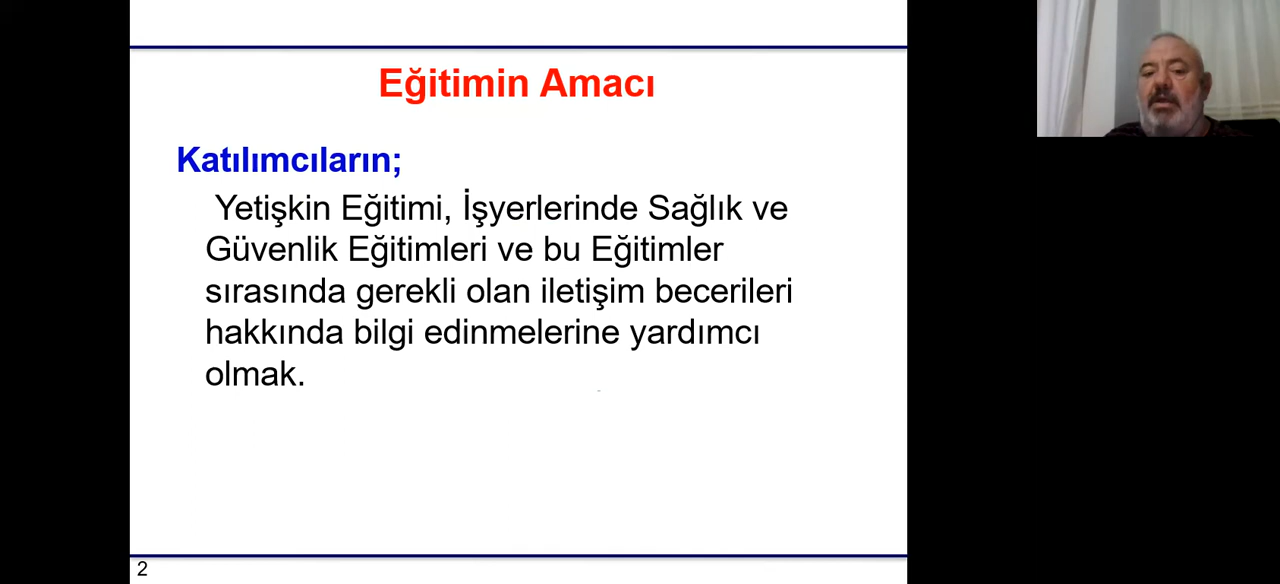 Eğitimin Amacı
Katılımcıların;
Yetişkin Eğitimi, İşyerlerinde Sağlık ve
Güvenlik Eğitimleri ve bu Eğitimler
sırasında gerekli olan iletişim becerileri
hakkında bilgi edinmelerine yardımcı
olmak.
2